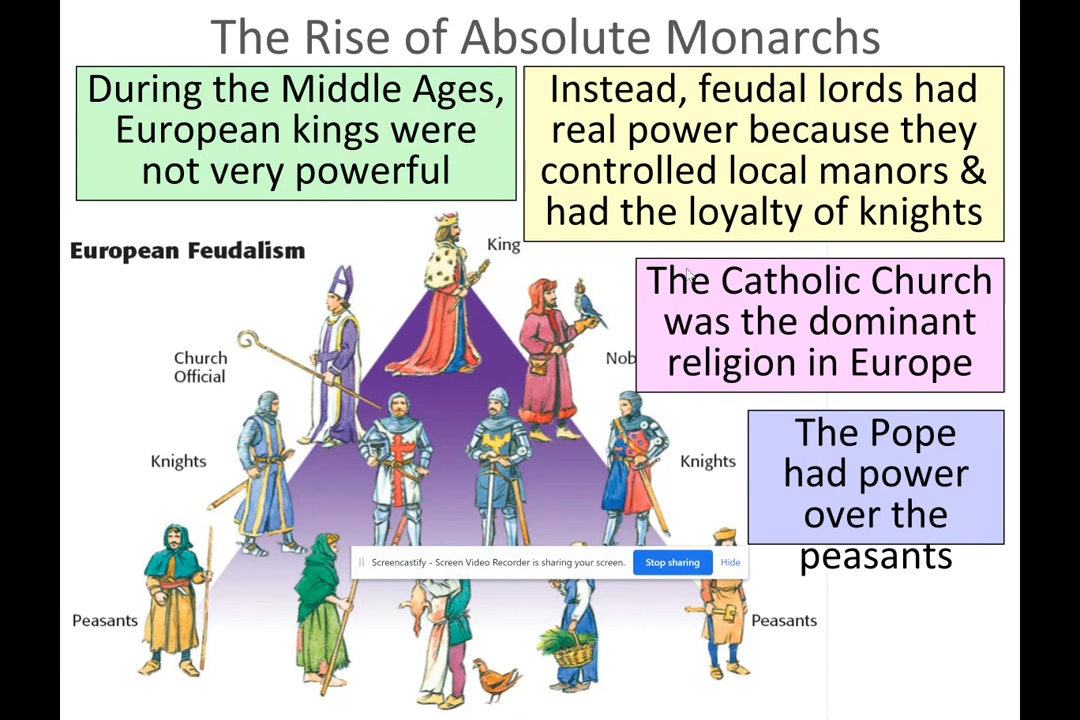 The Rise of Absolute Monarchs
During the Middle Ages,
European kings were
not very powerful
Instead, feudal lords had
real power because they
controlled local manors &
had the loyalty of knights
European Feudalism
King
The Catholic Church
was the dominant
religion in Europe
Church
Official
Nob
The Pope
had power
over the
peasants
Knights
Knights
Screencastify - Screen Video Recorder is sharing your screen.
Stop sharing
Hide
Peasants
Peasants